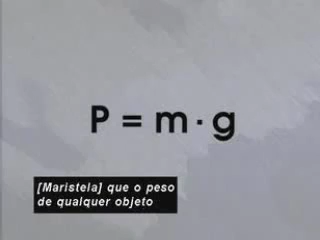 P = m · g
[Maristela] que o peso
de qualquer objeto